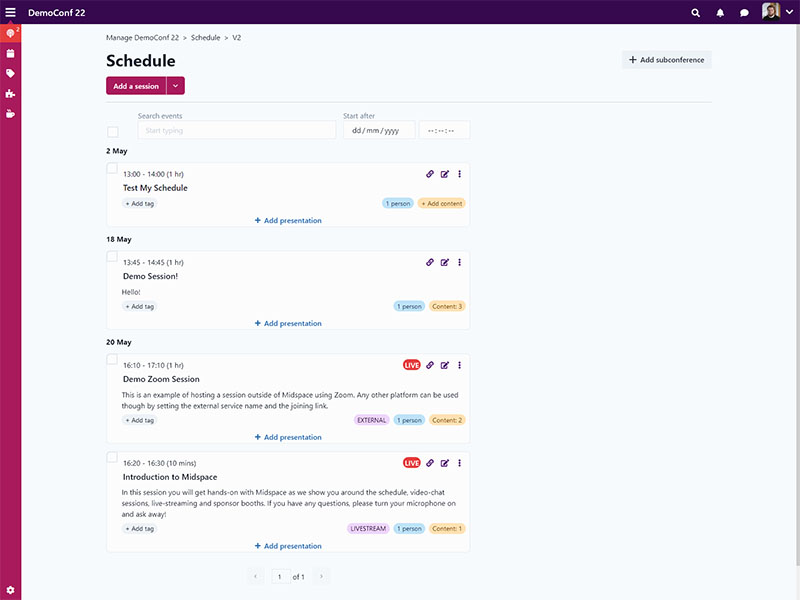 DemoConf 22
2
Manage DemoConf 22 > Schedule > V2
Schedule
+ Add subconference
Add a session
Search events
Start after
Start typing
dd / mm / yyyy
--:--:--
2 May
13:00 - 14:00 (1 hr)
Test My Schedule
+ Add tag
1 person
+ Add content
+ Add presentation
18 May
13:45 - 14:45 (1 hr)
Demo Session!
Hello!
+ Add tag
1 person
Content: 3
+ Add presentation
20 May
16:10 - 17:10 (1 hr)
LIVE
Demo Zoom Session
This is an example of hosting a session outside of Midspace using Zoom. Any other platform can be used
though by setting the external service name and the joining link.
+ Add tag
EXTERNAL
1 person
Content: 2
+ Add presentation
16:20 - 16:30 (10 mins)
LIVE
Introduction to Midspace
In this session you will get hands-on with Midspace as we show you around the schedule, video-chat
sessions, live-streaming and sponsor booths. If you have any questions, please turn your microphone on
and ask away!
+ Add tag
LIVESTREAM
1 person
Content: 1
+ Add presentation
‹ 1 of 1 ›